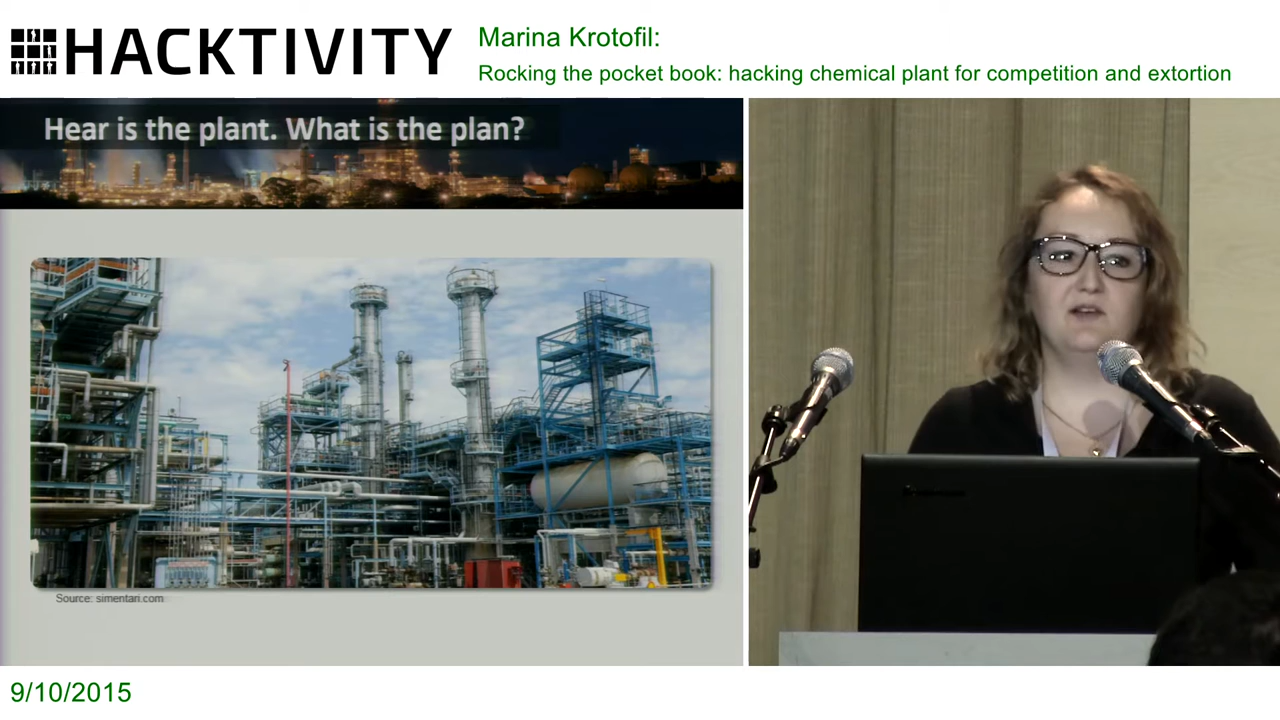 HACKTIVITY
Marina Krotofil:
Rocking the pocket book: hacking chemical plant for competition and extortion
Hear is the plant. What is the plan?
Source: simentari.com
9/10/2015